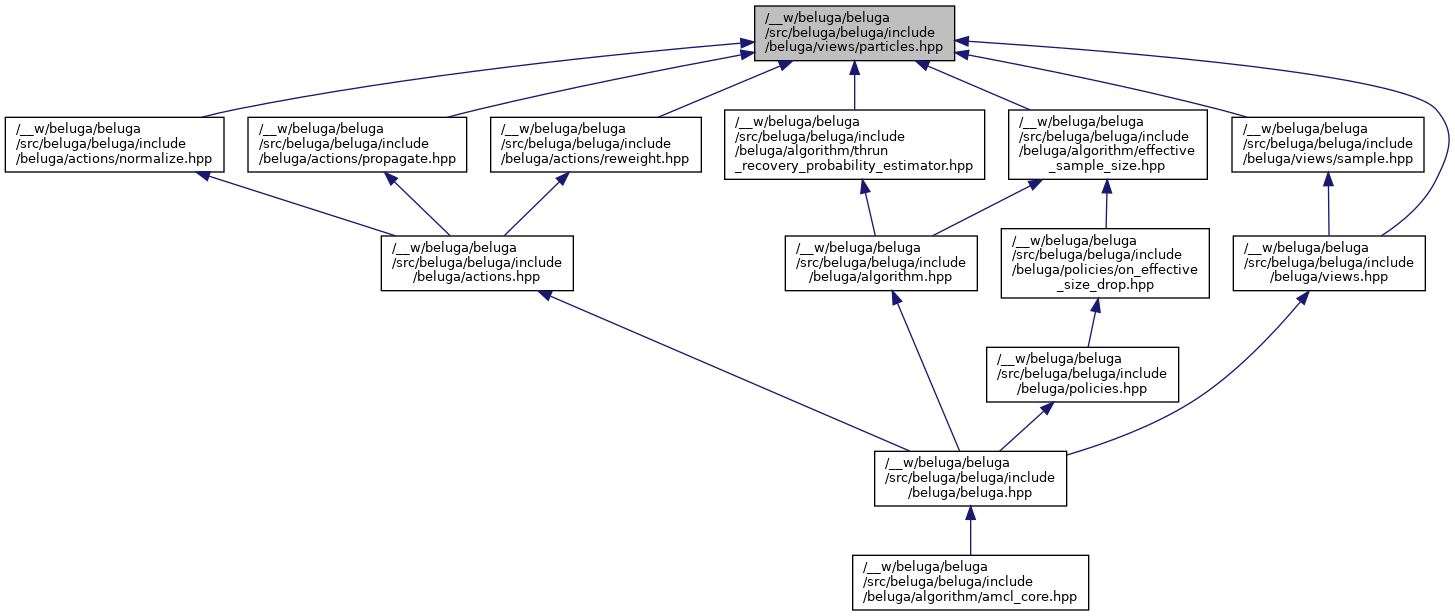 /__w/beluga/beluga
/src/beluga/beluga/include
/beluga/views/particles.hpp
/__w/beluga/beluga
/src/beluga/beluga/include
/beluga/actions/normalize.hpp
/__w/beluga/beluga
/src/beluga/beluga/include
/beluga/actions/propagate.hpp
/__w/beluga/beluga
/src/beluga/beluga/include
/beluga/actions/reweight.hpp
/__w/beluga/beluga
/src/beluga/beluga/include
/beluga/algorithm/thrun
_recovery_probability_estimator.hpp
/__w/beluga/beluga
/src/beluga/beluga/include
/beluga/algorithm/effective
_sample_size.hpp
/__w/beluga/beluga
/src/beluga/beluga/include
/beluga/views/sample.hpp
/__w/beluga/beluga
/src/beluga/beluga/include
/beluga/actions.hpp
/__w/beluga/beluga
/src/beluga/beluga/include
/beluga/algorithm.hpp
/__w/beluga/beluga
/src/beluga/beluga/include
/beluga/policies/on_effective
_size_drop.hpp
/__w/beluga/beluga
/src/beluga/beluga/include
/beluga/views.hpp
/__w/beluga/beluga
/src/beluga/beluga/include
/beluga/policies.hpp
/__w/beluga/beluga
/src/beluga/beluga/include
/beluga/beluga.hpp
/__w/beluga/beluga
/src/beluga/beluga/include
/beluga/algorithm/amcl_core.hpp